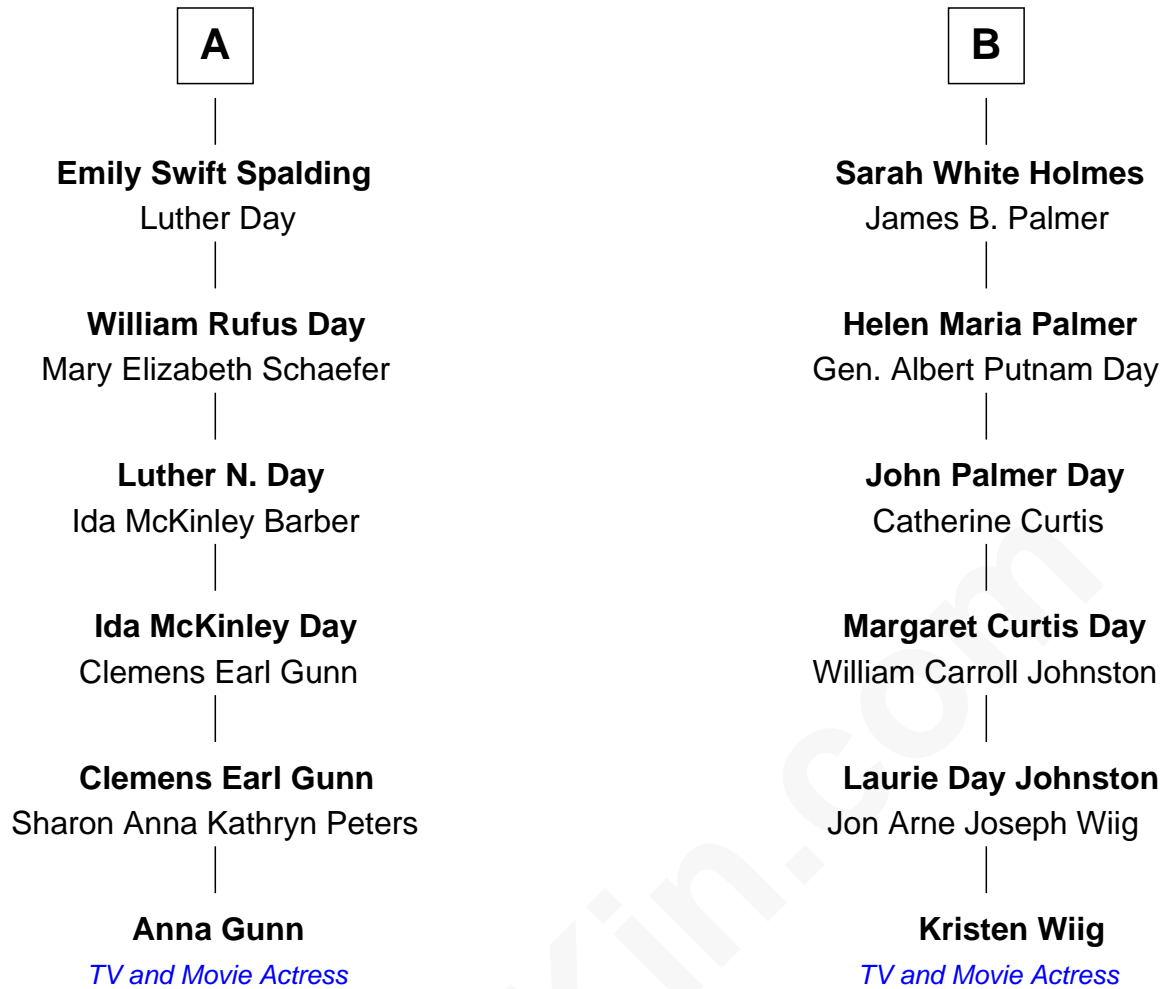 A
Emily Swift Spalding
Luther Day
William Rufus Day
Mary Elizabeth Schaefer
Luther N. Day
Ida McKinley Barber
Ida McKinley Day
Clemens Earl Gunn
Clemens Earl Gunn
Sharon Anna Kathryn Peters
Anna Gunn
TV and Movie Actress
B
Sarah White Holmes
James B. Palmer
Helen Maria Palmer
Gen. Albert Putnam Day
John Palmer Day
Catherine Curtis
Margaret Curtis Day
William Carroll Johnston
Laurie Day Johnston
Jon Arne Joseph Wiig
Kristen Wiig
TV and Movie Actress
Kin.com